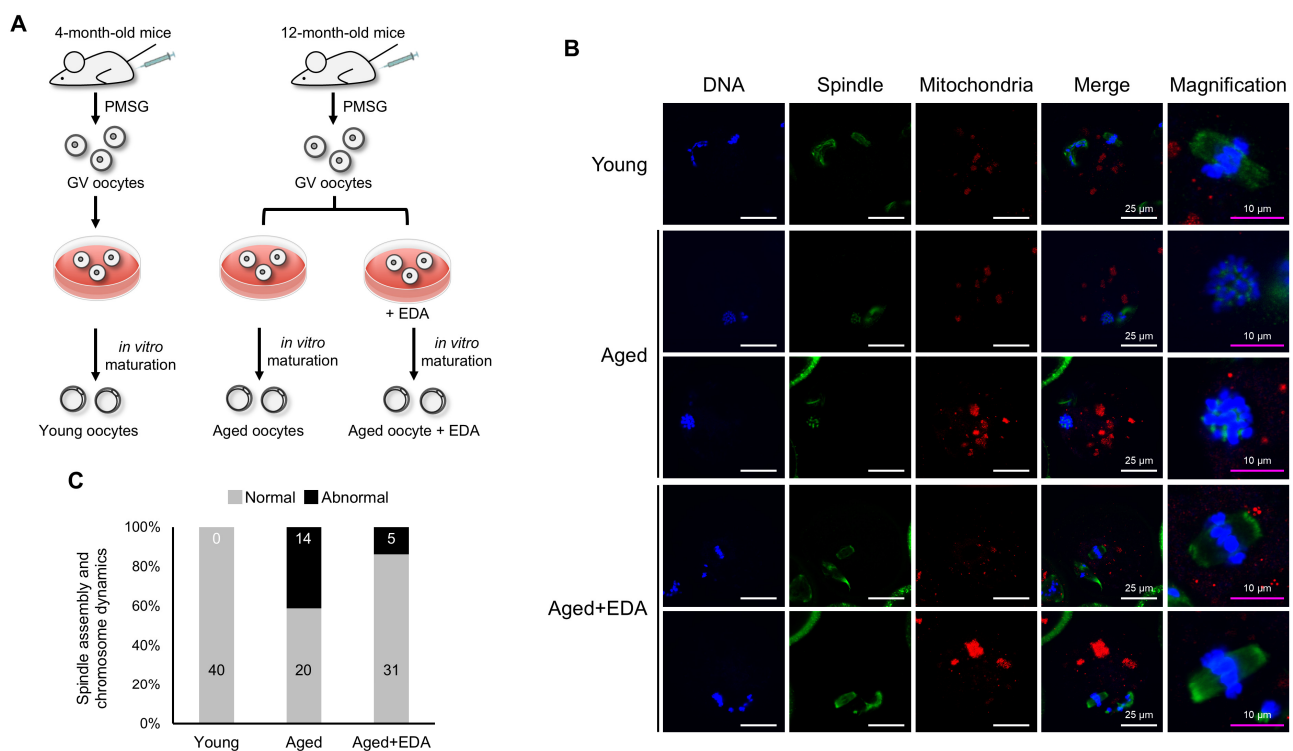 A
4-month-old mice
12-month-old mice
PMSG
PMSG
GV oocytes
GV oocytes
+ EDA
in vitro
maturation
in vitro
maturation
in vitro
maturation
Young oocytes
Aged oocytes
Aged oocyte + EDA
B
DNA
Spindle
Mitochondria
Merge
Magnification
Young
25 µm
10 µm
Aged
25 µm
10 µm
25 µm
10 µm
Aged+EDA
25 µm
10 µm
25 µm
10 µm
C
Normal
Abnormal
Spindle assembly and
chromosome dynamics
100%
80%
60%
40%
20%
0%
0
14
5
40
20
31
Young
Aged
Aged+EDA